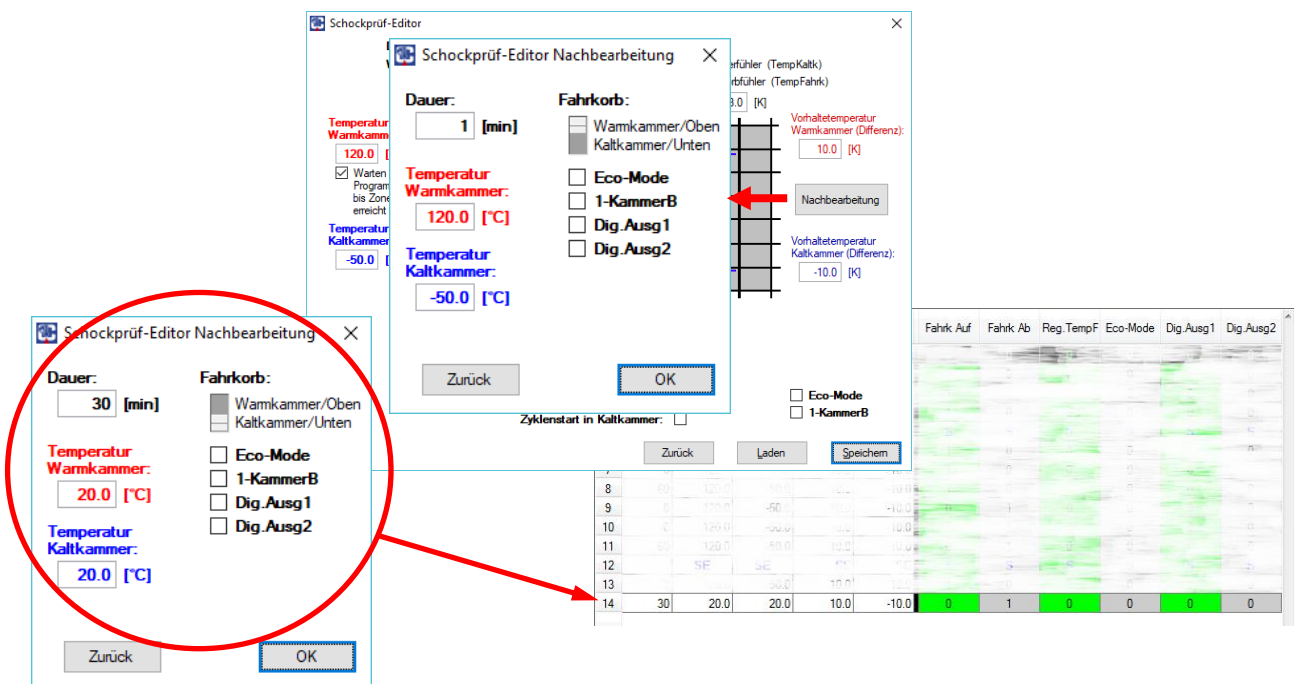 Schockprüf-Editor
erfühler (TempKaltk)
rbfühler (TempFahrk)
[K]
Temperatur
Warmkamm
120.0
Warten
Program
bis Zone
erreicht
Temperatur
Kaltkammer
-50.0
Vorhaltetemperatur
Warmkammer (Differenz):
10.0 [K]
Nachbearbeitung
Vorhaltetemperatur
Kaltkammer (Differenz):
-10.0 [K]
Eco-Mode
1-KammerB
Zyklenstart in Kaltkammer:
Zurück Laden Speichern
Schockprüf-Editor Nachbearbeitung
Dauer:
1 [min]
Fahrkorb:
Warmkammer/Oben
Kaltkammer/Unten
Temperatur
Warmkammer:
120.0 [°C]
Temperatur
Kaltkammer:
-50.0 [°C]
Eco-Mode
1-KammerB
Dig.Ausg1
Dig.Ausg2
Zurück OK
Schockprüf-Editor Nachbearbeitung
Dauer:
30 [min]
Fahrkorb:
Warmkammer/Oben
Kaltkammer/Unten
Temperatur
Warmkammer:
20.0 [°C]
Temperatur
Kaltkammer:
20.0 [°C]
Eco-Mode
1-KammerB
Dig.Ausg1
Dig.Ausg2
Zurück OK
Fahrk Auf Fahrk Ab Reg.TempF Eco-Mode Dig.Ausg1 Dig.Ausg2
8
9
10
11
12
13
14 30 20.0 20.0 10.0 -10.0 0 1 0 0 0 0